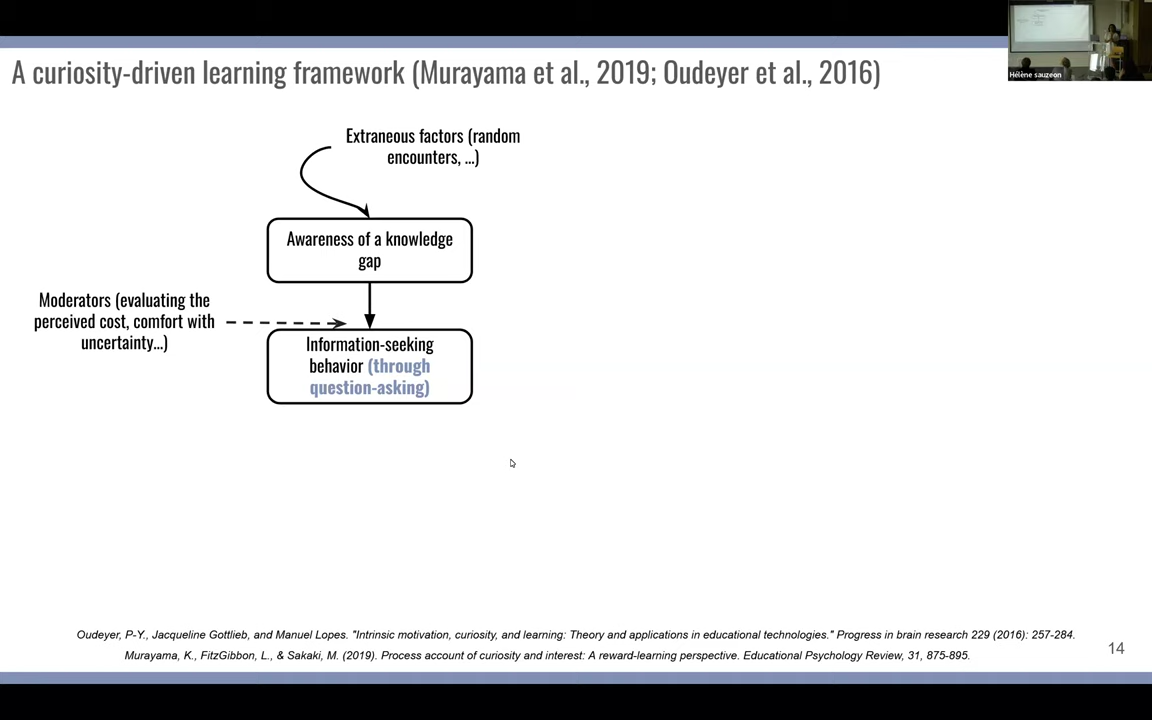 Hélène sauzeon
A curiosity-driven learning framework (Murayama et al., 2019; Oudeyer et al., 2016)
Extraneous factors (random
encounters, ...)
Awareness of a knowledge
gap
Moderators (evaluating the
perceived cost, comfort with
uncertainty...)
Information-seeking
behavior (through
question-asking)
Oudeyer, P-Y., Jacqueline Gottlieb, and Manuel Lopes. "Intrinsic motivation, curiosity, and learning: Theory and applications in educational technologies." Progress in brain research 229 (2016): 257-284.
Murayama, K., FitzGibbon, L., & Sakaki, M. (2019). Process account of curiosity and interest: A reward-learning perspective. Educational Psychology Review, 31, 875-895.
14